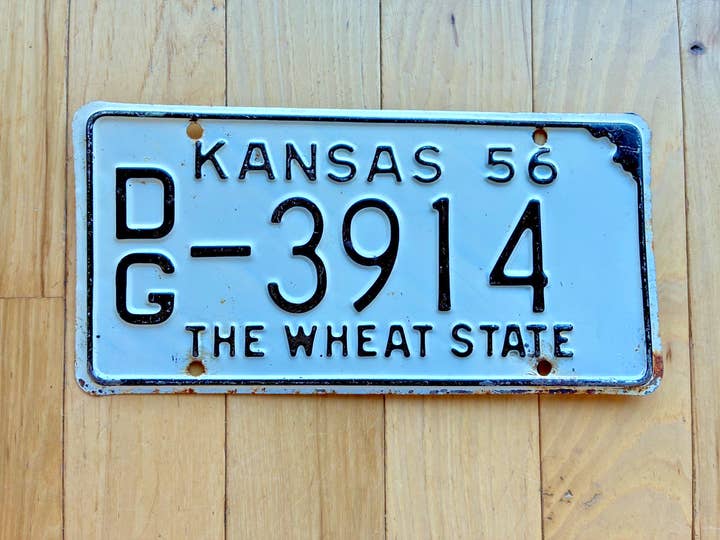 KANSAS 56
DG-3914
THE WHEAT STATE